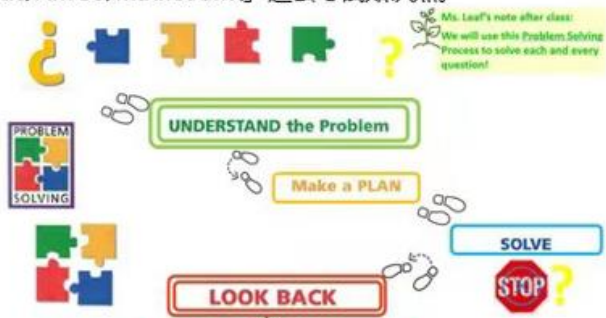 Ms. Leaf's note after class:
We will use this Problem Solving
Process to solve each and every
question!
UNDERSTAND the Problem
PROBLEM
SOLVING
Make a PLAN
SOLVE
STOP
LOOK BACK